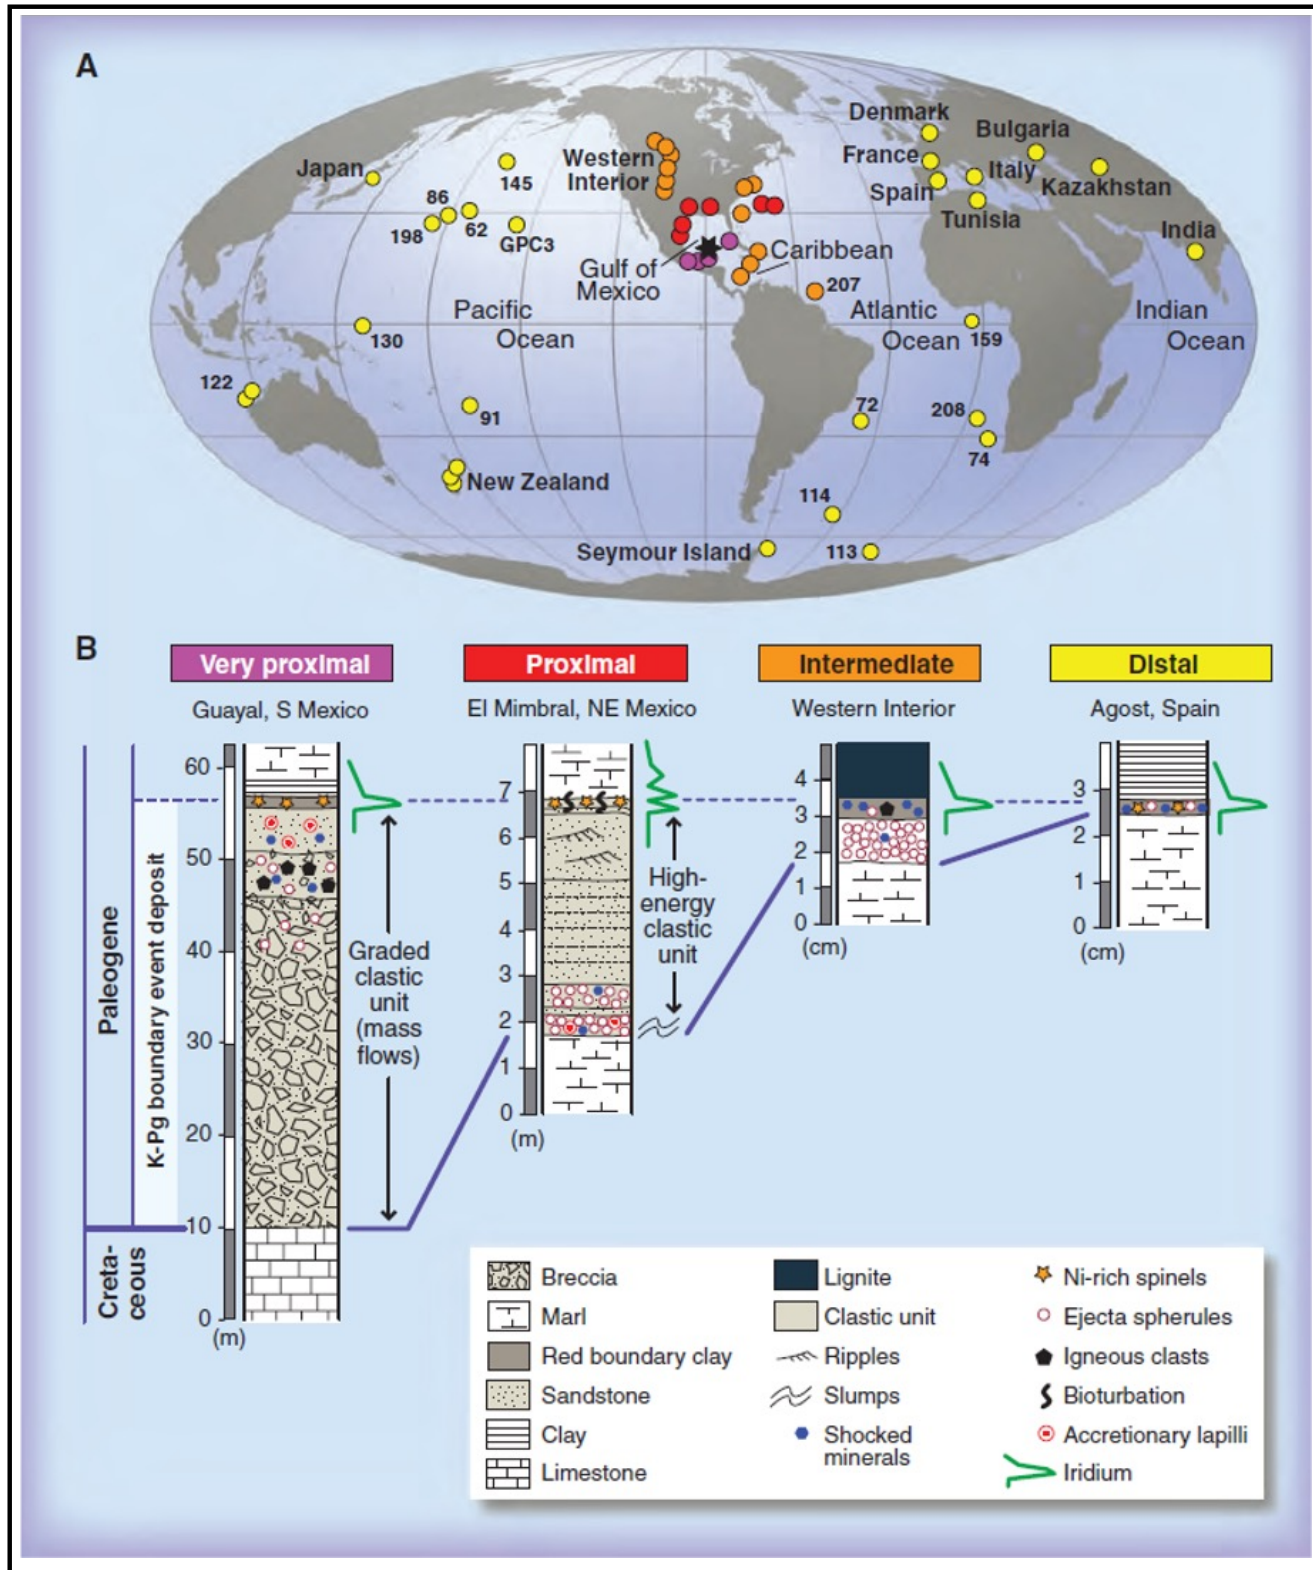 A
Denmark
Bulgaria
Japan
145
Western
Interior
France
Italy
Spain
Kazakhstan
Tunisia
86
198
62
GPC3
India
Gulf of
Mexico
Caribbean
207
Pacific
Ocean
Atlantic
Ocean
159
Indian
Ocean
130
122
91
72
208
74
New Zealand
114
Seymour Island
113
B
Very proximal
Proximal
Intermediate
Distal
Guayal, S Mexico
El Mimbral, NE Mexico
Western Interior
Agost, Spain
Paleogene
Creta-
ceous
K-Pg boundary event deposit
60
50
40
30
20
10
0
(m)
Graded
clastic
unit
(mass
flows)
7
6
5
4
3
2
1
0
(m)
High-
energy
clastic
unit
4
3
2
1
0
(cm)
3
2
1
0
(cm)
Breccia
Marl
Red boundary clay
Sandstone
Clay
Limestone
Lignite
Clastic unit
Ripples
Slumps
Shocked
minerals
Ni-rich spinels
Ejecta spherules
Igneous clasts
Bioturbation
Accretionary lapilli
Iridium